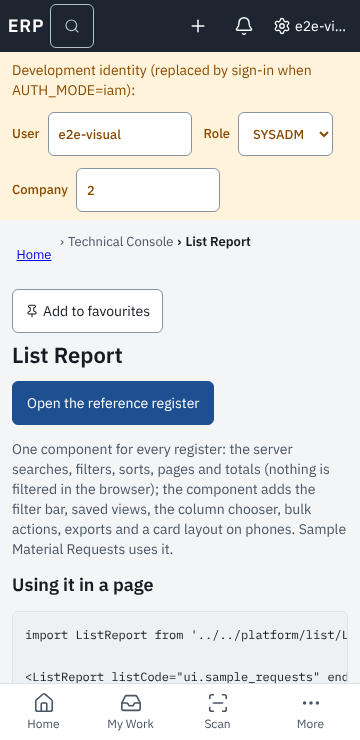 ERP
e2e-vi...
Development identity (replaced by sign-in when
AUTH_MODE=iam):
User e2e-visual Role SYSADM
Company 2
Home › Technical Console › List Report
Add to favourites
List Report
Open the reference register
One component for every register: the server
searches, filters, sorts, pages and totals (nothing is
filtered in the browser); the component adds the
filter bar, saved views, the column chooser, bulk
actions, exports and a card layout on phones. Sample
Material Requests uses it.
Using it in a page
import ListReport from '../../platform/list/L
<ListReport listCode="ui.sample_requests" end
Home My Work Scan More